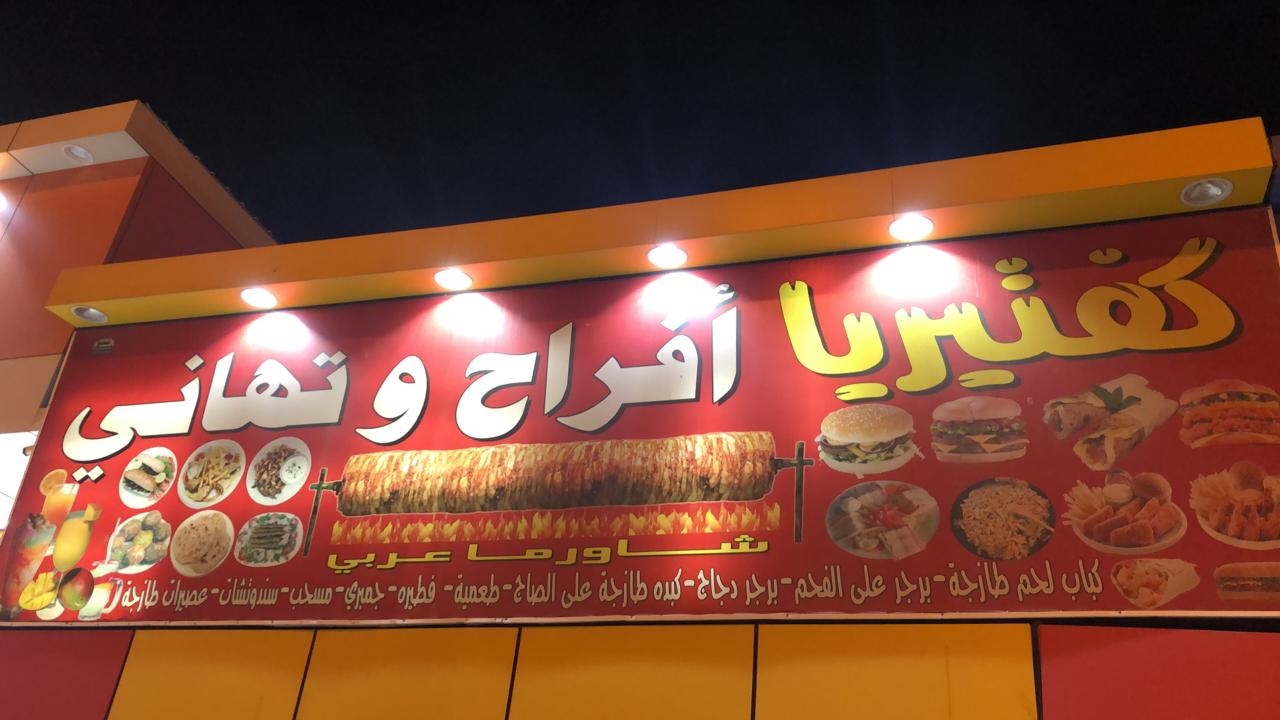 كفتيريا أفراح و تهاني
شاورما عربي
كباب لحم طازجة - برجر على الفحم - برجر دجاج - كبده طازجة على الصاج - طعمية - فطيره - جمبري - مسحب - سندوتشات - عصيرات طازجة